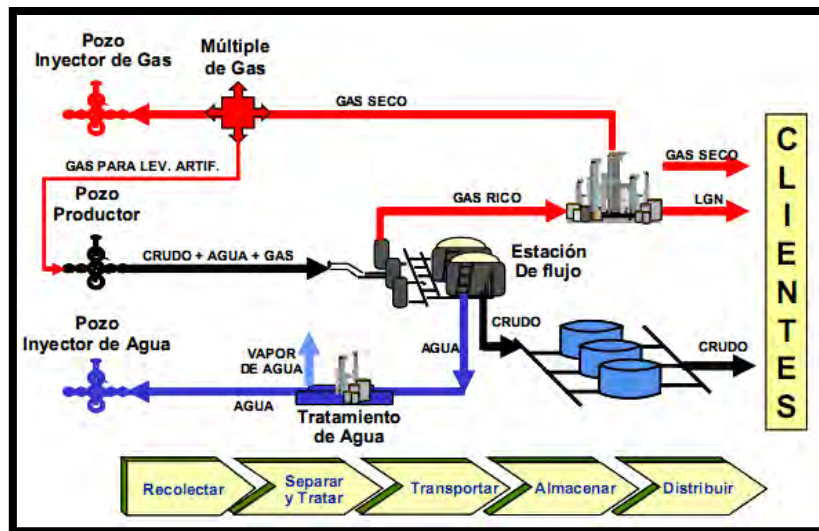 Pozo
Inyector de Gas
Múltiple
de Gas
GAS SECO
GAS PARA LEV. ARTIF.
GAS SECO
LGN
GAS RICO
Pozo
Productor
CRUDO + AGUA + GAS
Estación
De flujo
CRUDO
AGUA
CRUDO
Pozo
Inyector de Agua
VAPOR
DE AGUA
AGUA
Tratamiento
de Agua
CLIENTES
Recolectar
Separar
y Tratar
Transportar
Almacenar
Distribuir